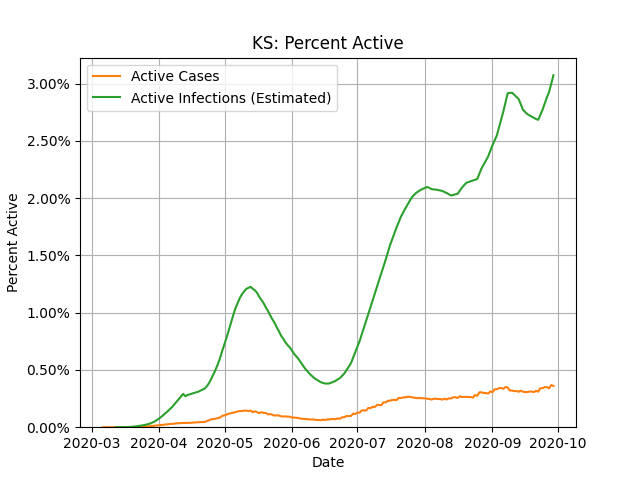 KS: Percent Active
Active Cases
Active Infections (Estimated)
Percent Active
3.00%
2.50%
2.00%
1.50%
1.00%
0.50%
0.00%
2020-03 2020-04 2020-05 2020-06 2020-07 2020-08 2020-09 2020-10
Date